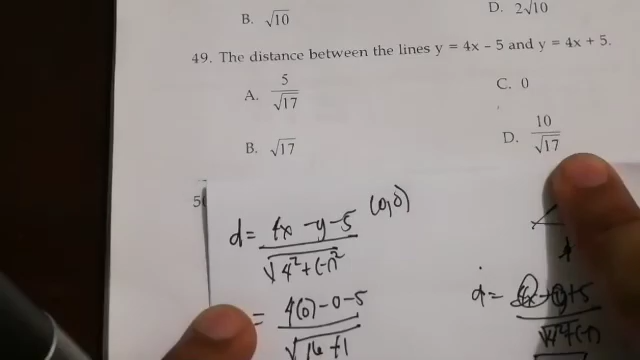 B. √10
D. 2√10
49. The distance between the lines y = 4x – 5 and y = 4x + 5.
A. 5/√17
C. 0
B. √17
D. 10/√17
5
d = 4x - y - 5 / √4² + (-1)² (0,0)
= 4(0) - 0 - 5 / √16 + 1
d =